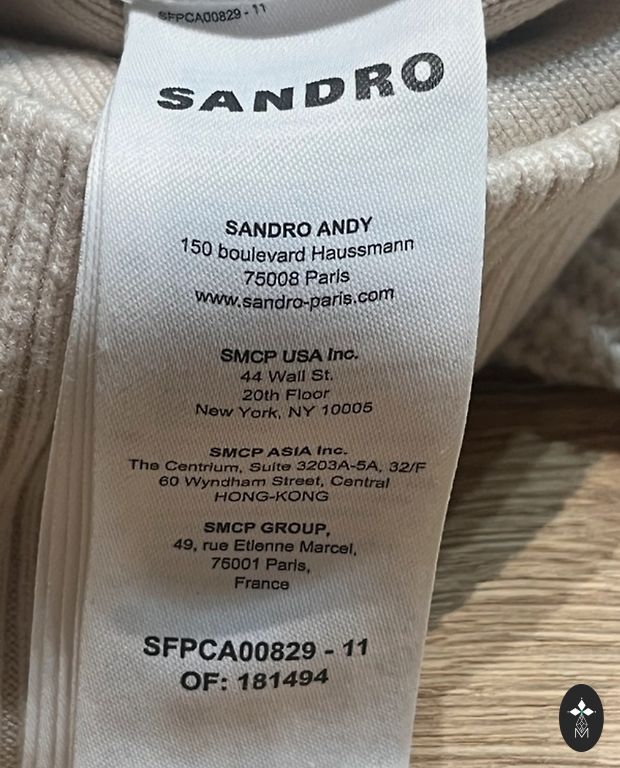 SFPCA00829 - 11
SANDRO
SANDRO ANDY
150 boulevard Haussmann
75008 Paris
www.sandro-paris.com
SMCP USA Inc.
44 Wall St.
20th Floor
New York, NY 10005
SMCP ASIA Inc.
The Centrium, Suite 3203A-5A, 32/F
60 Wyndham Street, Central
HONG-KONG
SMCP GROUP,
49, rue Etienne Marcel,
75001 Paris,
France
SFPCA00829 - 11
OF: 181494
M